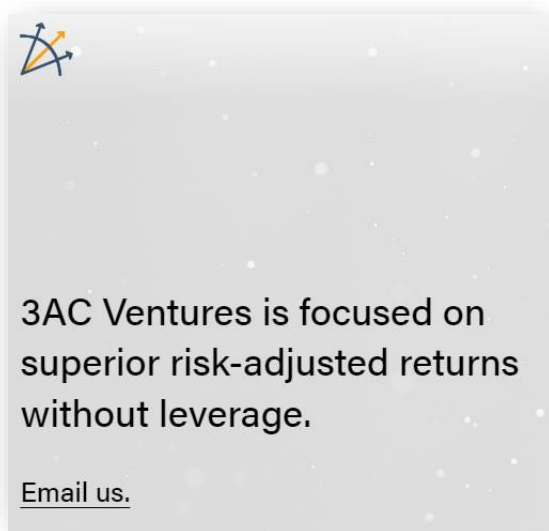 3AC Ventures is focused on
superior risk-adjusted returns
without leverage.
Email us.